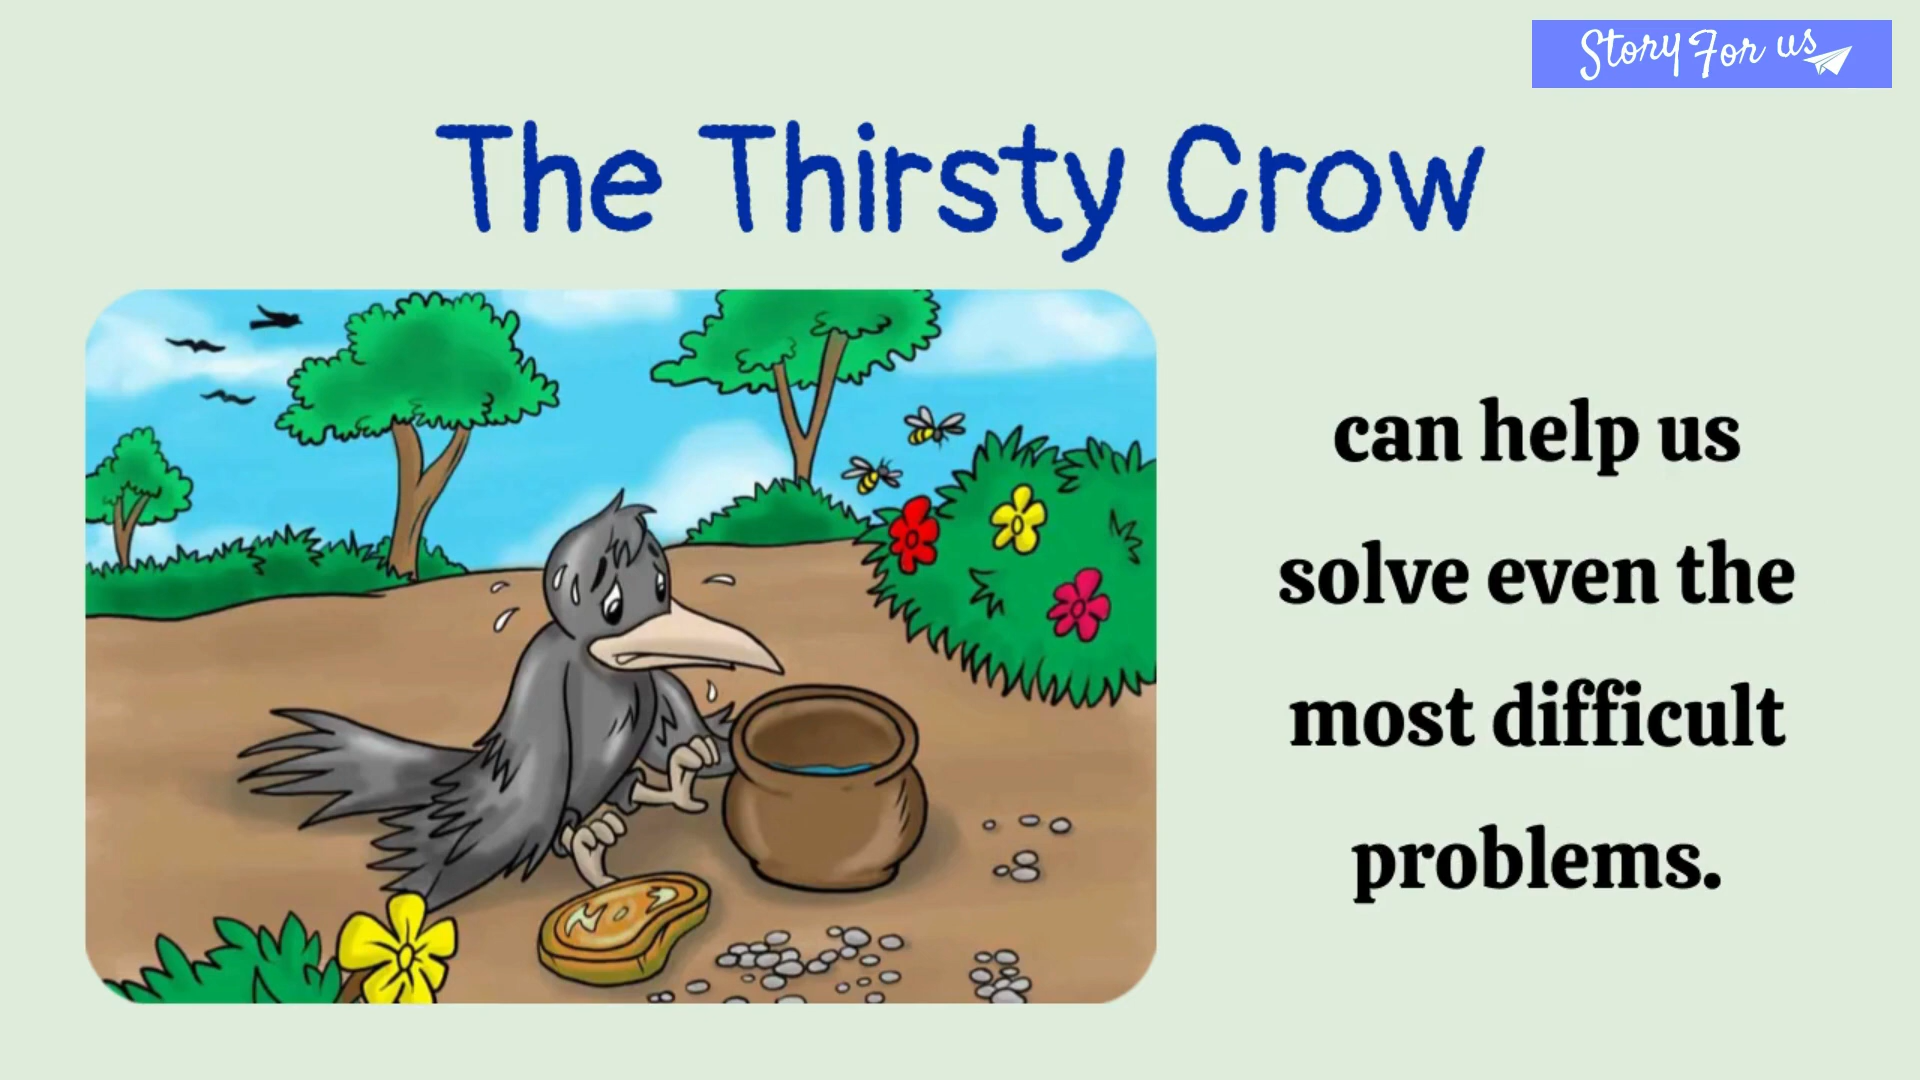 Story For us
The Thirsty Crow
can help us
solve even the
most difficult
problems.